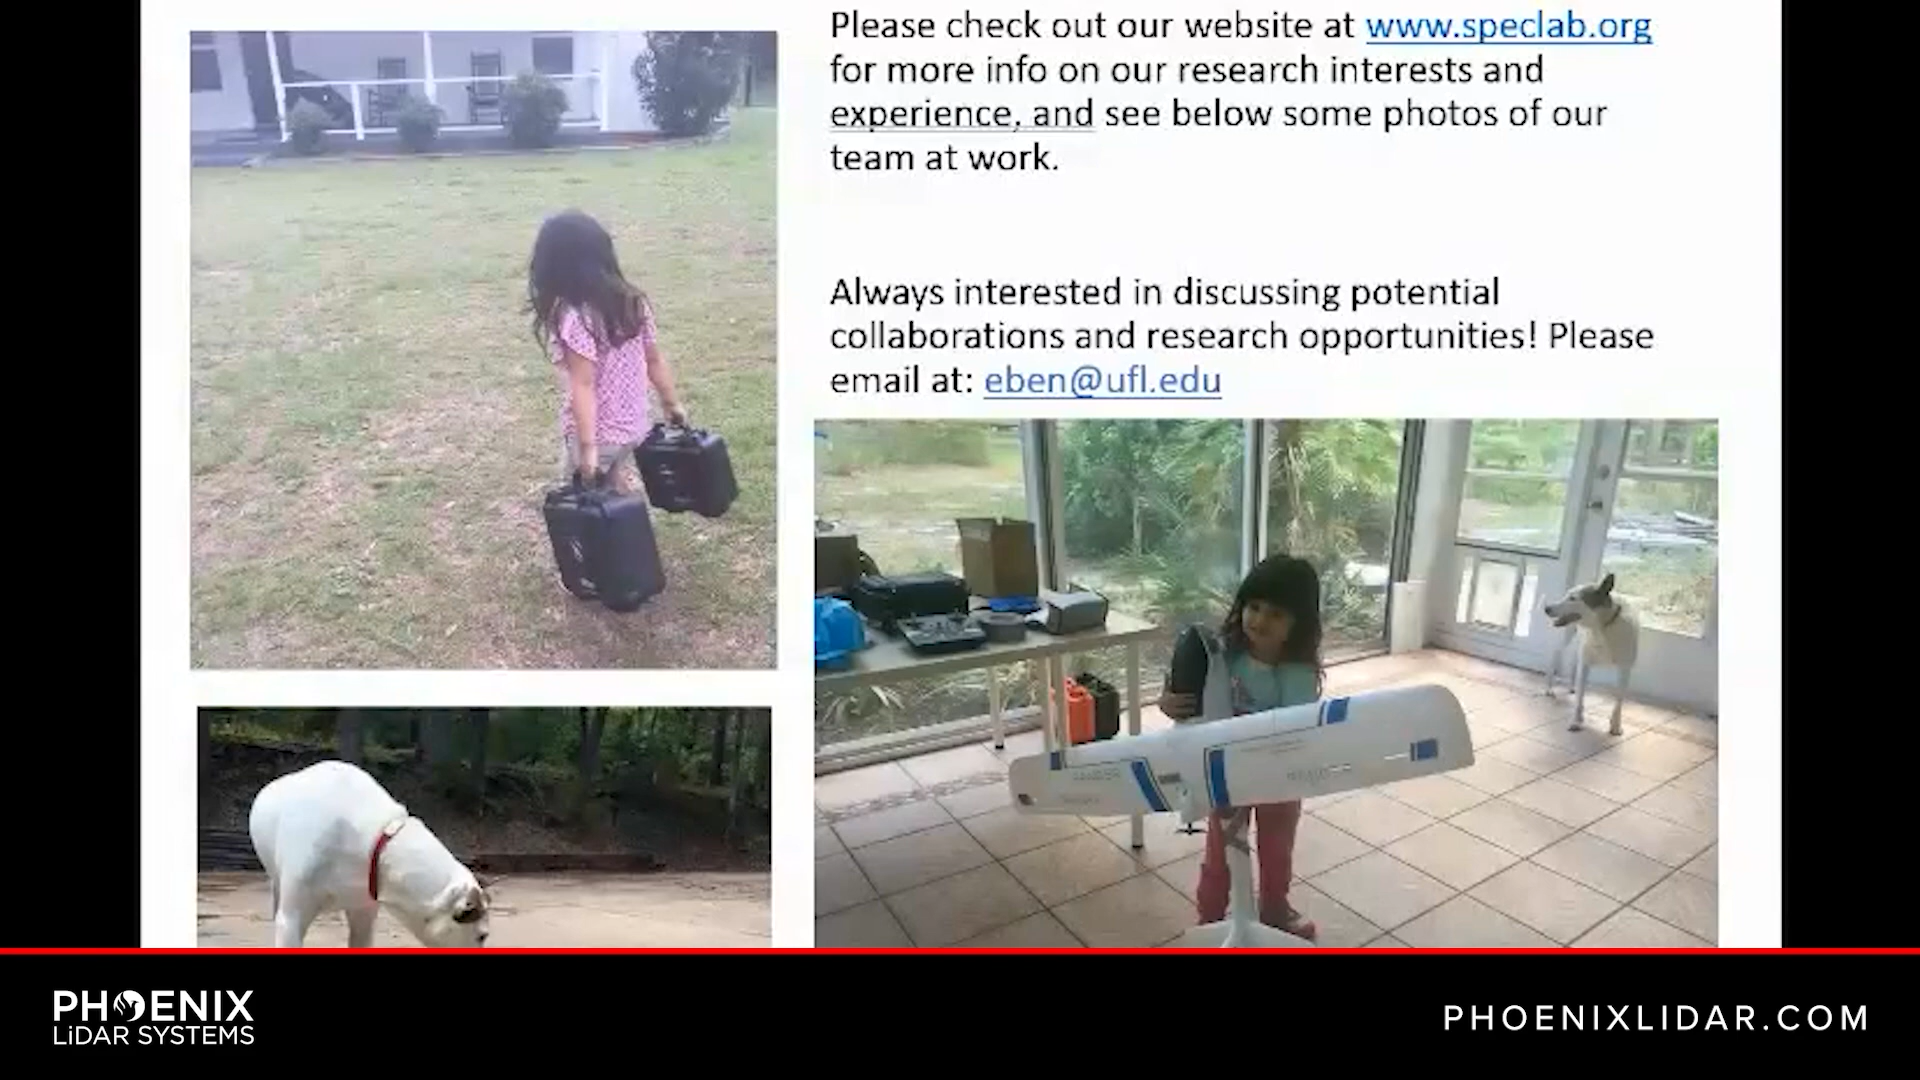 Please check out our website at www.speclab.org
for more info on our research interests and
experience, and see below some photos of our
team at work.
Always interested in discussing potential
collaborations and research opportunities! Please
email at: eben@ufl.edu
PHOENIX
LiDAR SYSTEMS
PHOENIXLIDAR.COM